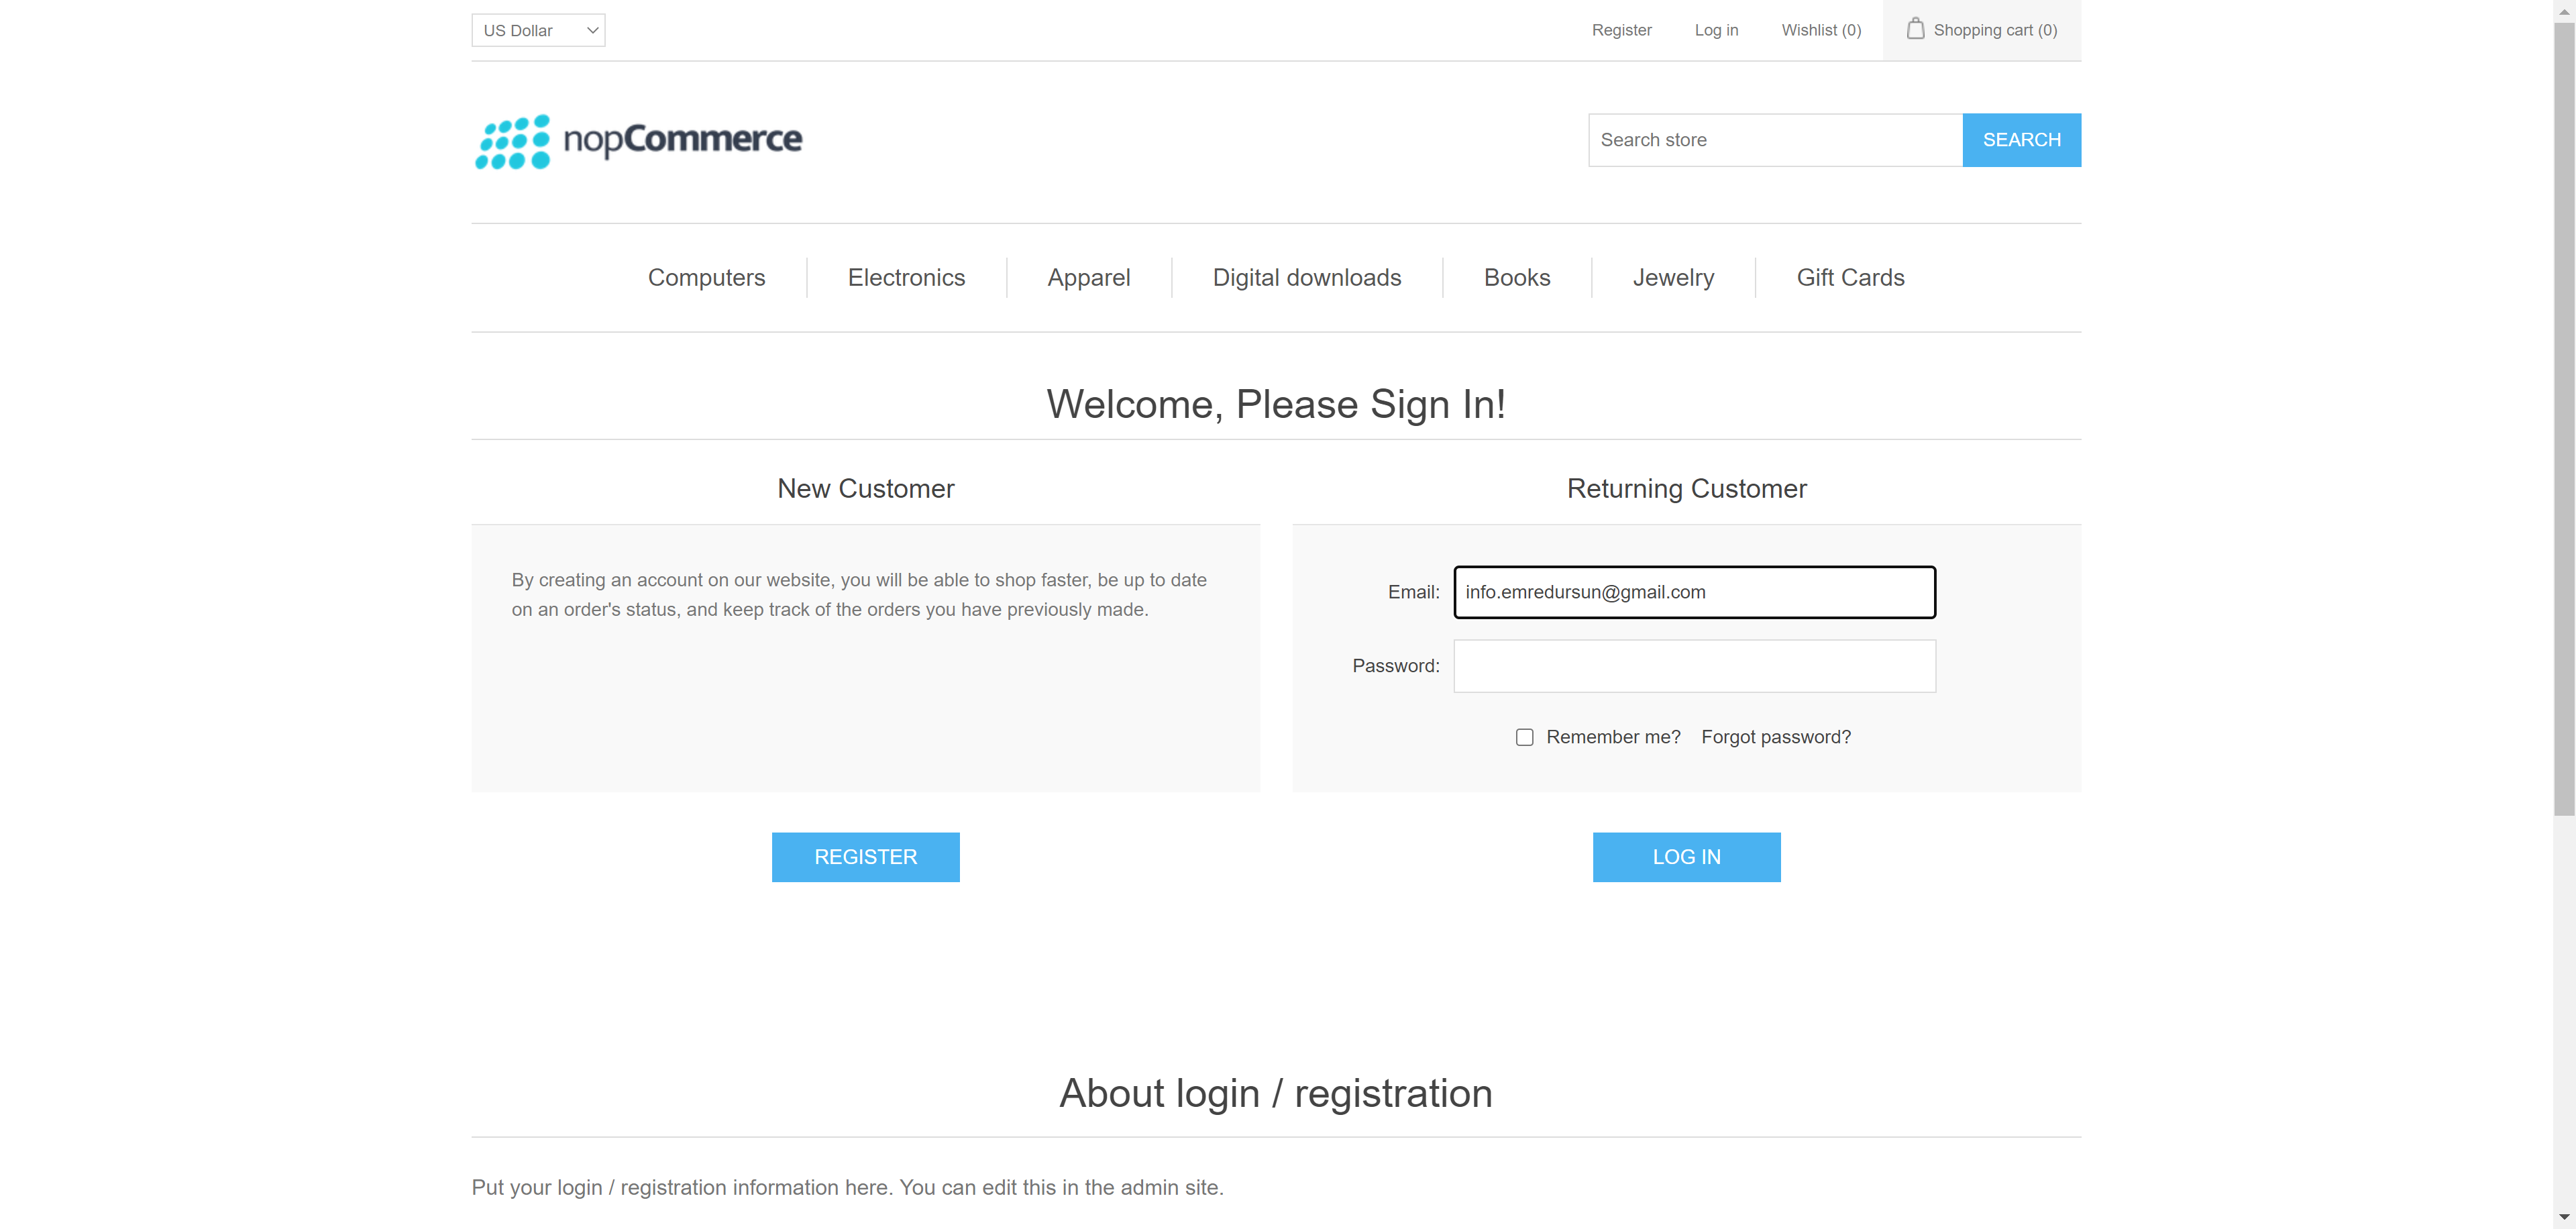 US Dollar
Register Log in Wishlist (0) Shopping cart (0)
nopCommerce
Search store SEARCH
Computers Electronics Apparel Digital downloads Books Jewelry Gift Cards
Welcome, Please Sign In!
New Customer
By creating an account on our website, you will be able to shop faster, be up to date
on an order's status, and keep track of the orders you have previously made.
REGISTER
Returning Customer
Email: info.emredursun@gmail.com
Password:
Remember me? Forgot password?
LOG IN
About login / registration
Put your login / registration information here. You can edit this in the admin site.